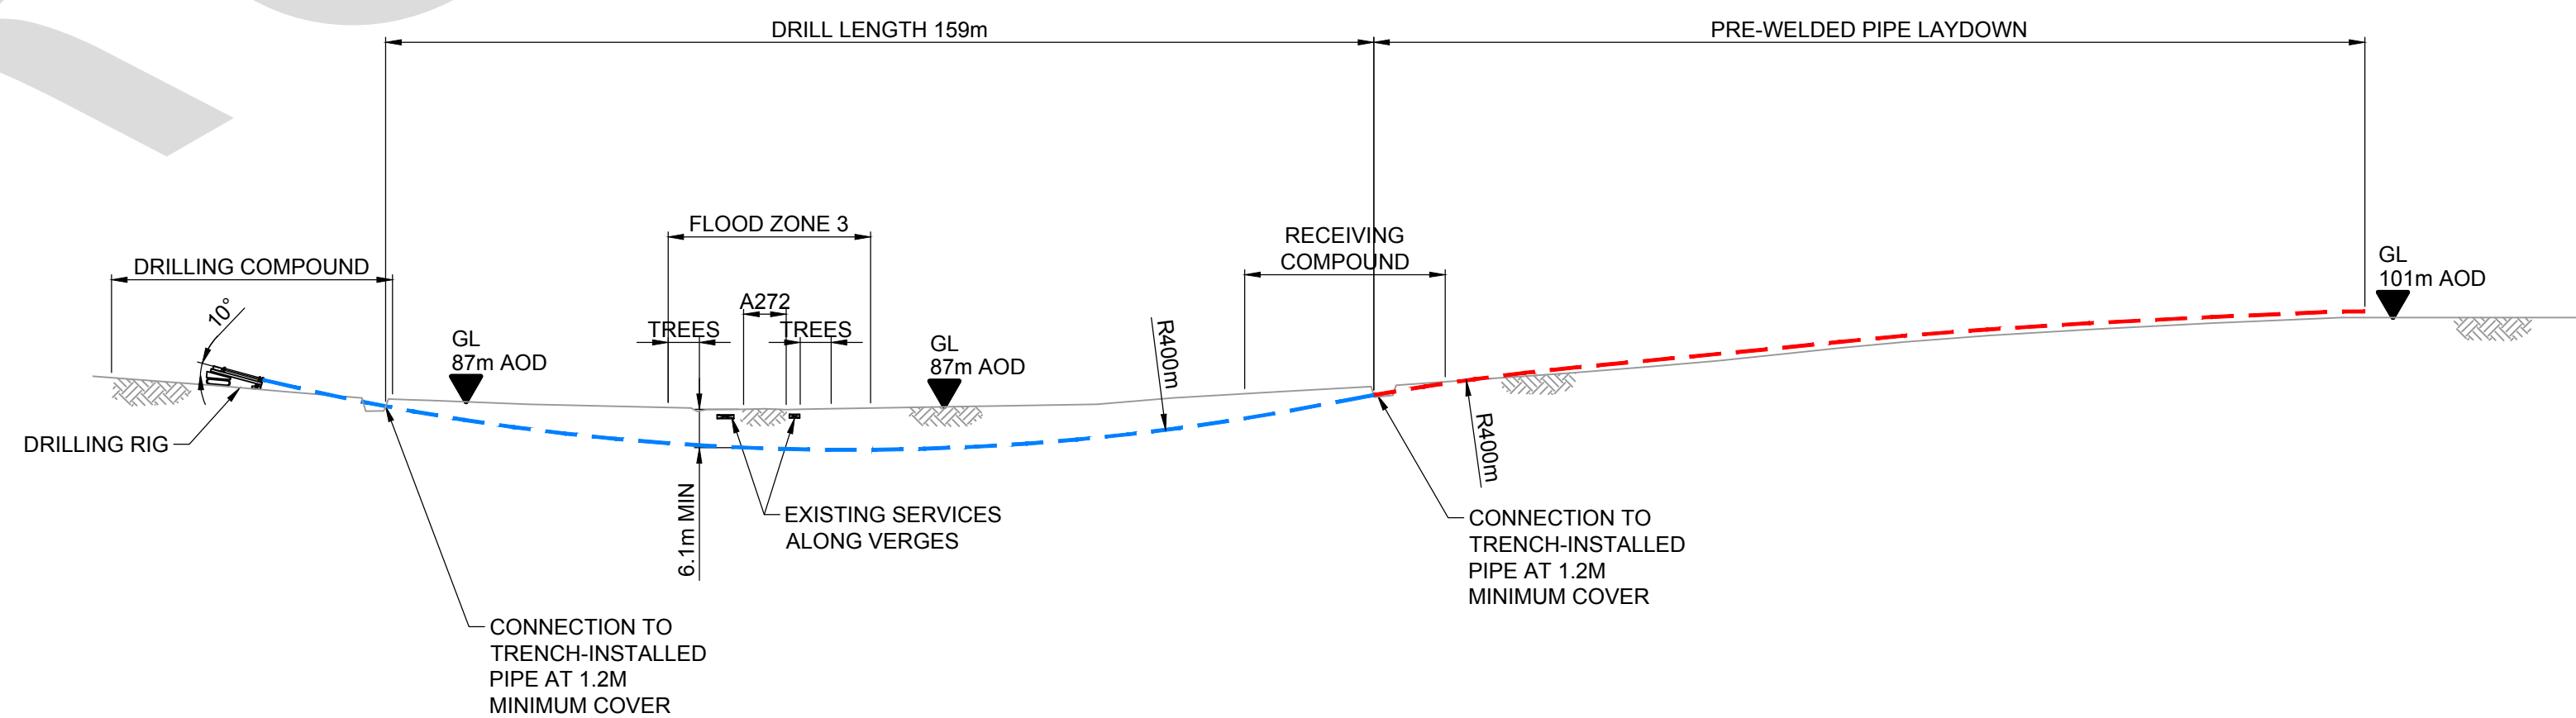 DRILL LENGTH 159m
PRE-WELDED PIPE LAYDOWN
FLOOD ZONE 3
RECEIVING
COMPOUND
DRILLING COMPOUND
GL
101m AOD
10°
A272
TREES
TREES
GL
87m AOD
GL
87m AOD
R400m
R400m
DRILLING RIG
6.1m MIN
EXISTING SERVICES
ALONG VERGES
CONNECTION TO
TRENCH-INSTALLED
PIPE AT 1.2M
MINIMUM COVER
CONNECTION TO
TRENCH-INSTALLED
PIPE AT 1.2M
MINIMUM COVER